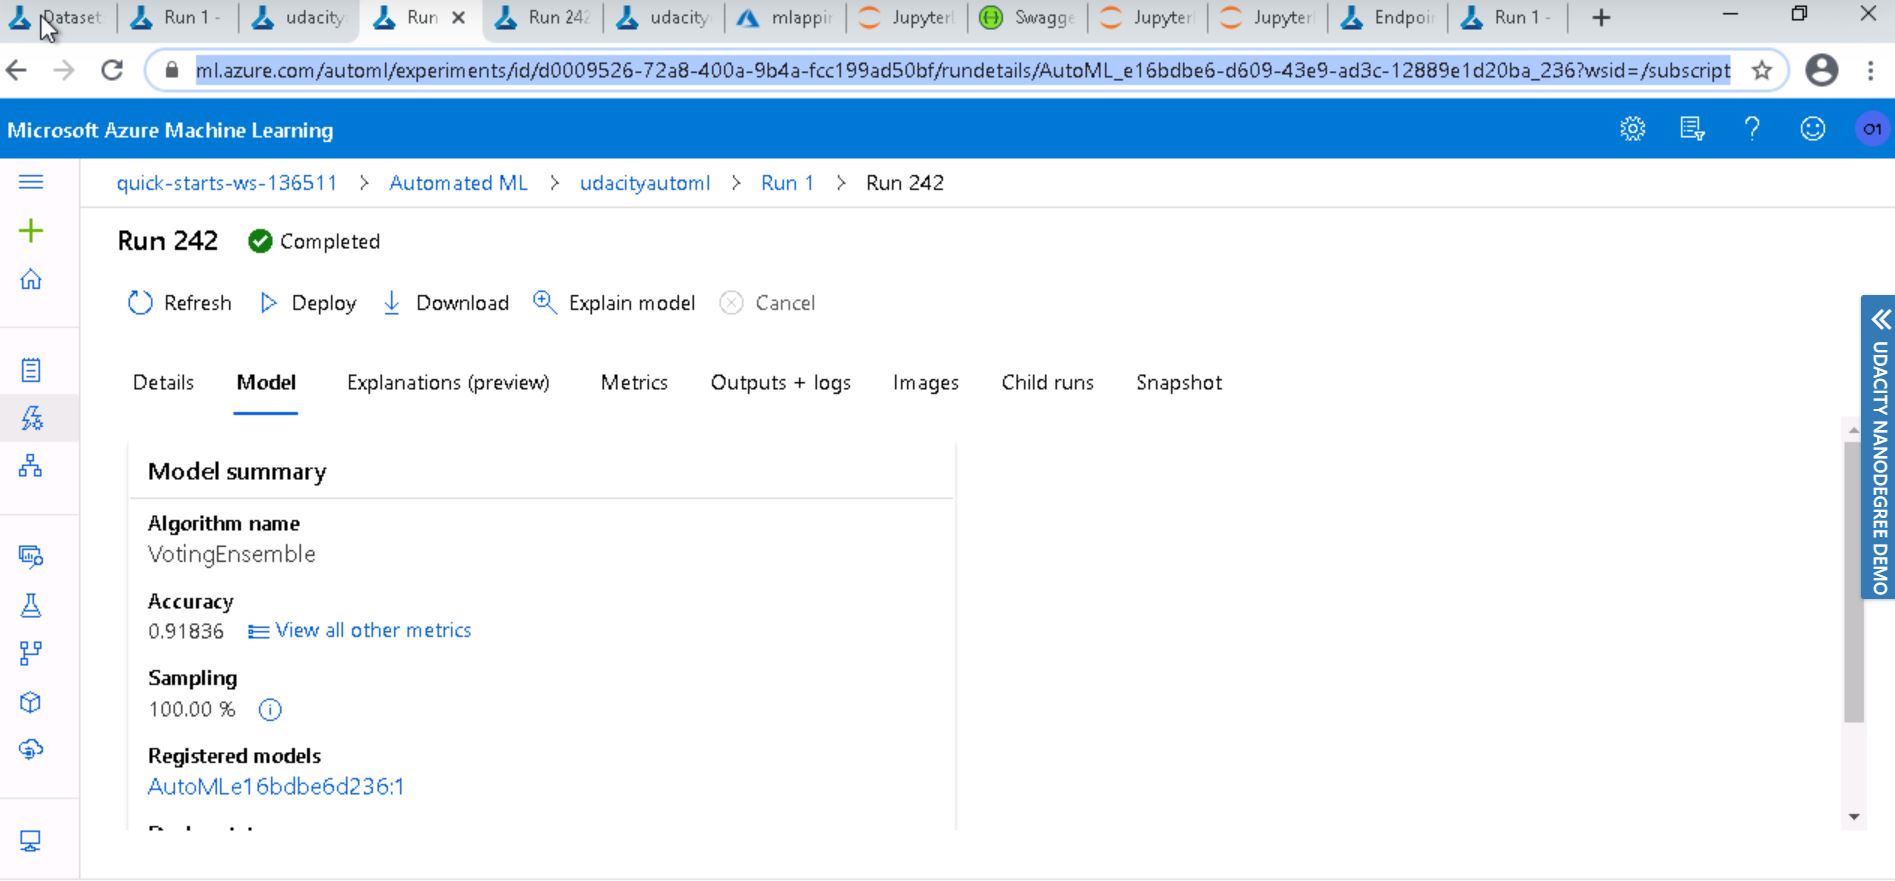 Dataset Run 1 - udacity Run Run 242 udacity mlappin Jupyter Swagge Jupyter Jupyter Endpoin Run 1 -
ml.azure.com/automl/experiments/id/d0009526-72a8-400a-9b4a-fcc199ad50bf/rundetails/AutoML_e16bdbe6-d609-43e9-ad3c-12889e1d20ba_236?wsid=/subscript
Microsoft Azure Machine Learning
O1
quick-starts-ws-136511 > Automated ML > udacityautoml > Run 1 > Run 242
Run 242 Completed
Refresh Deploy Download Explain model Cancel
Details Model Explanations (preview) Metrics Outputs + logs Images Child runs Snapshot
UDACITY NANODEGREE DEMO
Model summary
Algorithm name
VotingEnsemble
Accuracy
0.91836 View all other metrics
Sampling
100.00 %
Registered models
AutoMLe16bdbe6d236:1